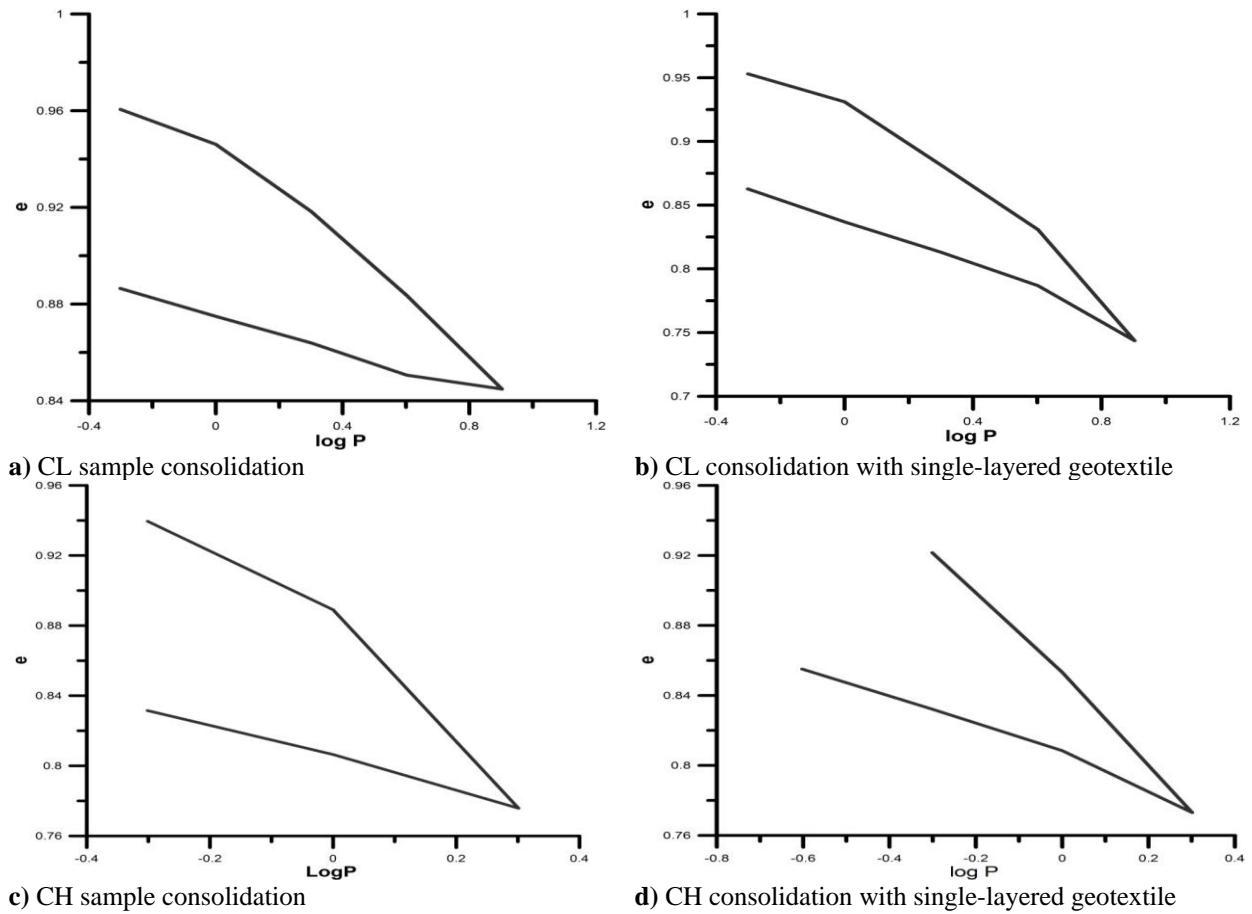 1
0.96
0.92
e
0.88
0.84
-0.4 0 0.4 0.8 1.2
log P
a) CL sample consolidation
1
0.95
0.9
0.85
e
0.8
0.75
0.7
-0.4 0 0.4 0.8 1.2
log P
b) CL consolidation with single-layered geotextile
0.96
0.92
0.88
e
0.84
0.8
0.76
-0.4 -0.2 0 0.2 0.4
LogP
c) CH sample consolidation
0.96
0.92
0.88
e
0.84
0.8
0.76
-0.8 -0.6 -0.4 -0.2 0 0.2 0.4
log P
d) CH consolidation with single-layered geotextile